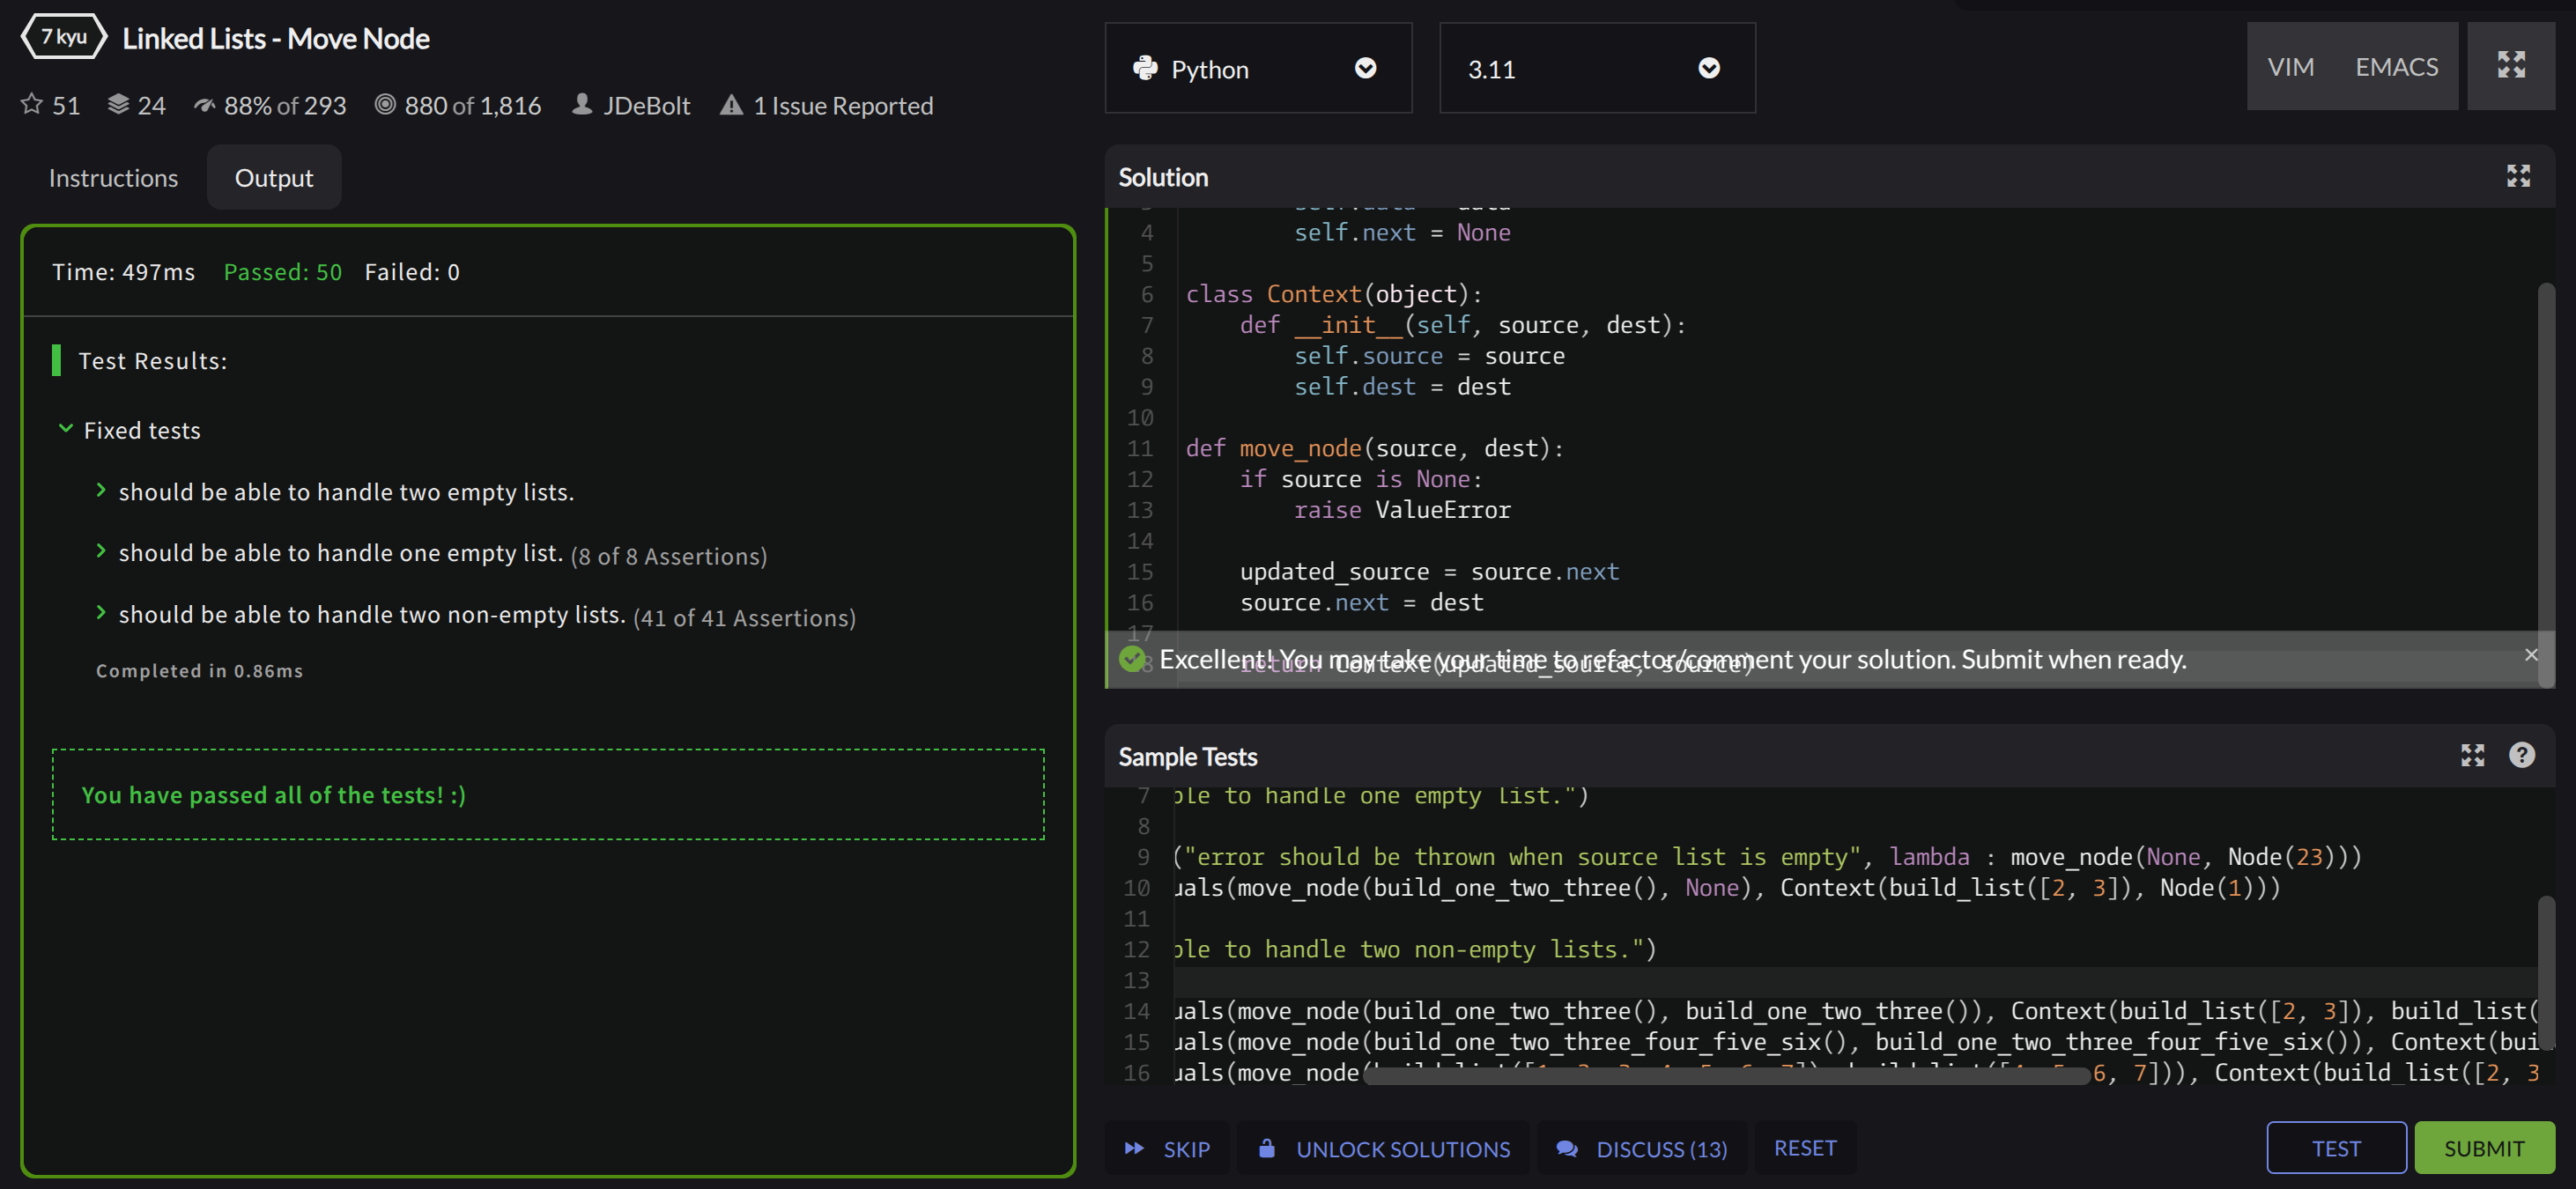 7 kyu Linked Lists - Move Node
51 24 88% of 293 880 of 1,816 JDeBolt 1 Issue Reported
Instructions Output
Time: 497ms Passed: 50 Failed: 0
Test Results:
Fixed tests
should be able to handle two empty lists.
should be able to handle one empty list. (8 of 8 Assertions)
should be able to handle two non-empty lists. (41 of 41 Assertions)
Completed in 0.86ms
You have passed all of the tests! :)
Python 3.11 VIM EMACS
Solution
4 self.next = None
5
6 class Context(object):
7 def __init__(self, source, dest):
8 self.source = source
9 self.dest = dest
10
11 def move_node(source, dest):
12 if source is None:
13 raise ValueError
14
15 updated_source = source.next
16 source.next = dest
17
return Context(updated_source, source)
Excellent! You may take your time to refactor/comment your solution. Submit when ready.
Sample Tests
7 ble to handle one empty list.")
8
9 ("error should be thrown when source list is empty", lambda : move_node(None, Node(23)))
10 uals(move_node(build_one_two_three(), None), Context(build_list([2, 3]), Node(1)))
11
12 ble to handle two non-empty lists.")
13
14 uals(move_node(build_one_two_three(), build_one_two_three()), Context(build_list([2, 3]), build_list(
15 uals(move_node(build_one_two_three_four_five_six(), build_one_two_three_four_five_six()), Context(bui
16 uals(move_node 6, 7])), Context(build_list([2, 3
SKIP UNLOCK SOLUTIONS DISCUSS (13) RESET TEST SUBMIT